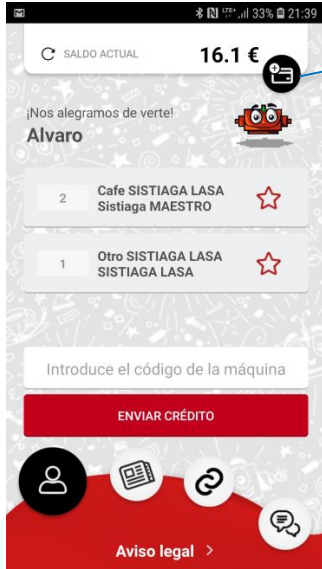 LTE+ 33% 21:39
SALDO ACTUAL 16.1 €
¡Nos alegramos de verte!
Alvaro
2 Cafe SISTIAGA LASA
Sistiaga MAESTRO
1 Otro SISTIAGA LASA
SISTIAGA LASA
Introduce el código de la máquina
ENVIAR CRÉDITO
Aviso legal >